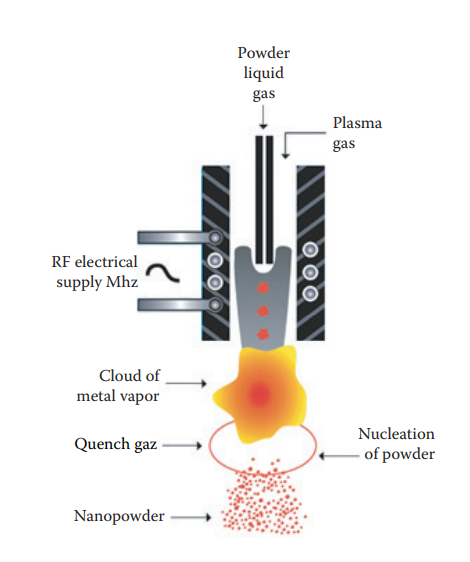 Powder
liquid
gas
Plasma
gas
RF electrical
supply Mhz
Cloud of
metal vapor
Quench gaz
Nucleation
of powder
Nanopowder